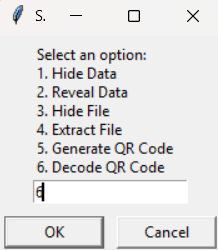 S.
Select an option:
1. Hide Data
2. Reveal Data
3. Hide File
4. Extract File
5. Generate QR Code
6. Decode QR Code
6
OK Cancel